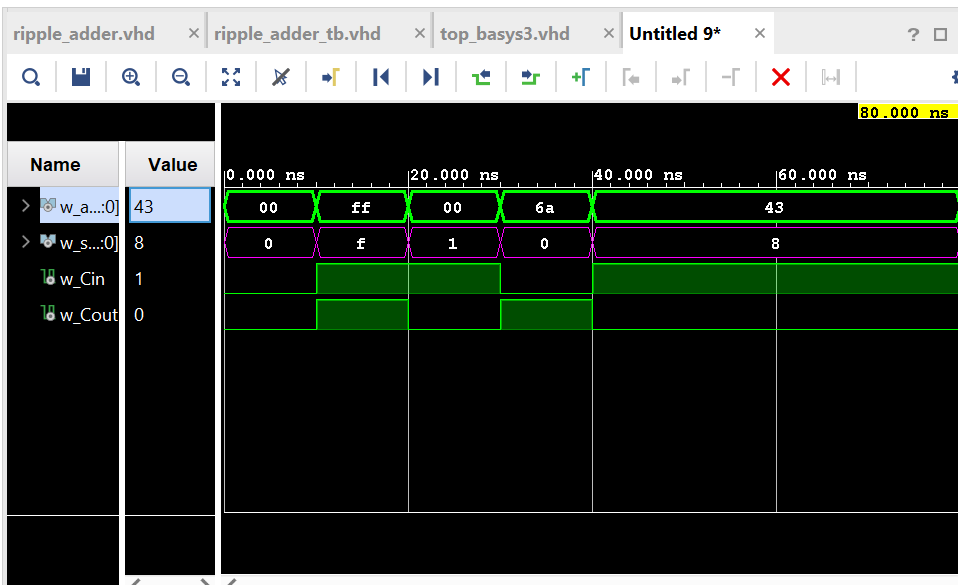 ripple_adder.vhd × ripple_adder_tb.vhd × top_basys3.vhd × Untitled 9* × ?
80.000 ns
Name Value
0.000 ns 20.000 ns 40.000 ns 60.000 ns
w_a...:0] 43 00 ff 00 6a 43
w_s...:0] 8 0 f 1 0 8
w_Cin 1
w_Cout 0